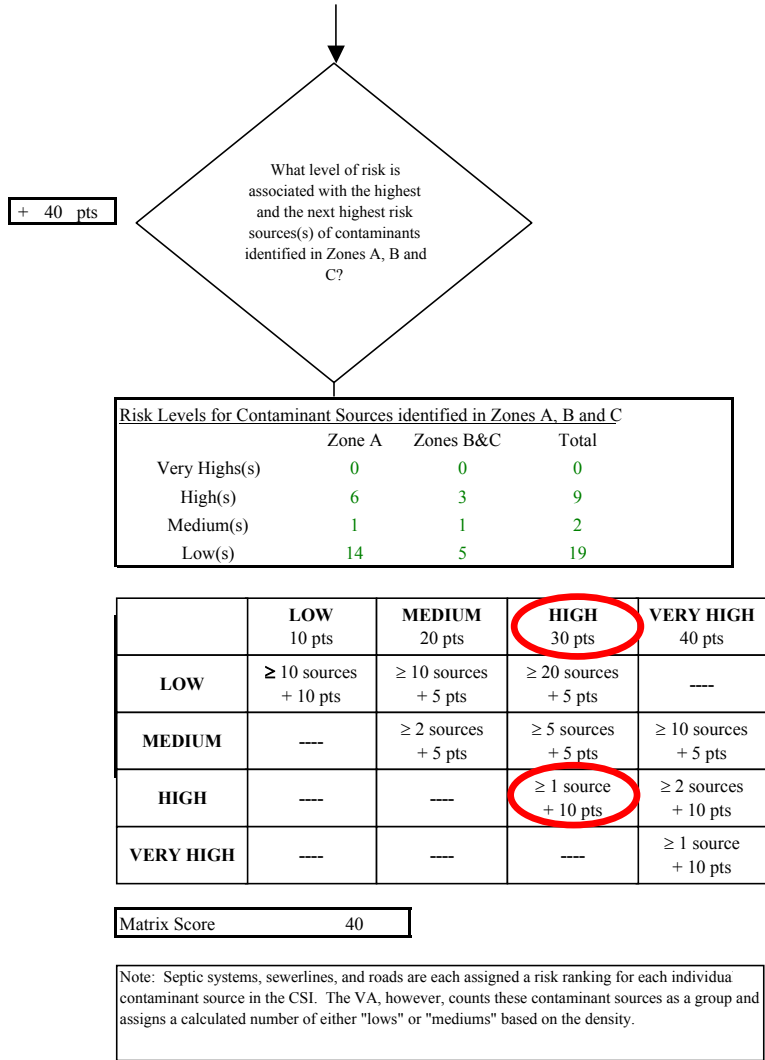 What level of risk is
associated with the highest
and the next highest risk
sources(s) of contaminants
identified in Zones A, B and
C?
+ 40 pts
Risk Levels for Contaminant Sources identified in Zones A, B and C
Zone A Zones B&C Total
Very Highs(s) 0 0 0
High(s) 6 3 9
Medium(s) 1 1 2
Low(s) 14 5 19
LOW MEDIUM HIGH VERY HIGH
10 pts 20 pts 30 pts 40 pts
LOW ≥ 10 sources ≥ 10 sources ≥ 20 sources ----
+ 10 pts + 5 pts + 5 pts
MEDIUM ---- ≥ 2 sources ≥ 5 sources ≥ 10 sources
+ 5 pts + 5 pts + 5 pts
HIGH ---- ---- ≥ 1 source ≥ 2 sources
+ 10 pts + 10 pts
VERY HIGH ---- ---- ---- ≥ 1 source
+ 10 pts
Matrix Score 40
Note: Septic systems, sewerlines, and roads are each assigned a risk ranking for each individua
contaminant source in the CSI. The VA, however, counts these contaminant sources as a group and
assigns a calculated number of either "lows" or "mediums" based on the density.